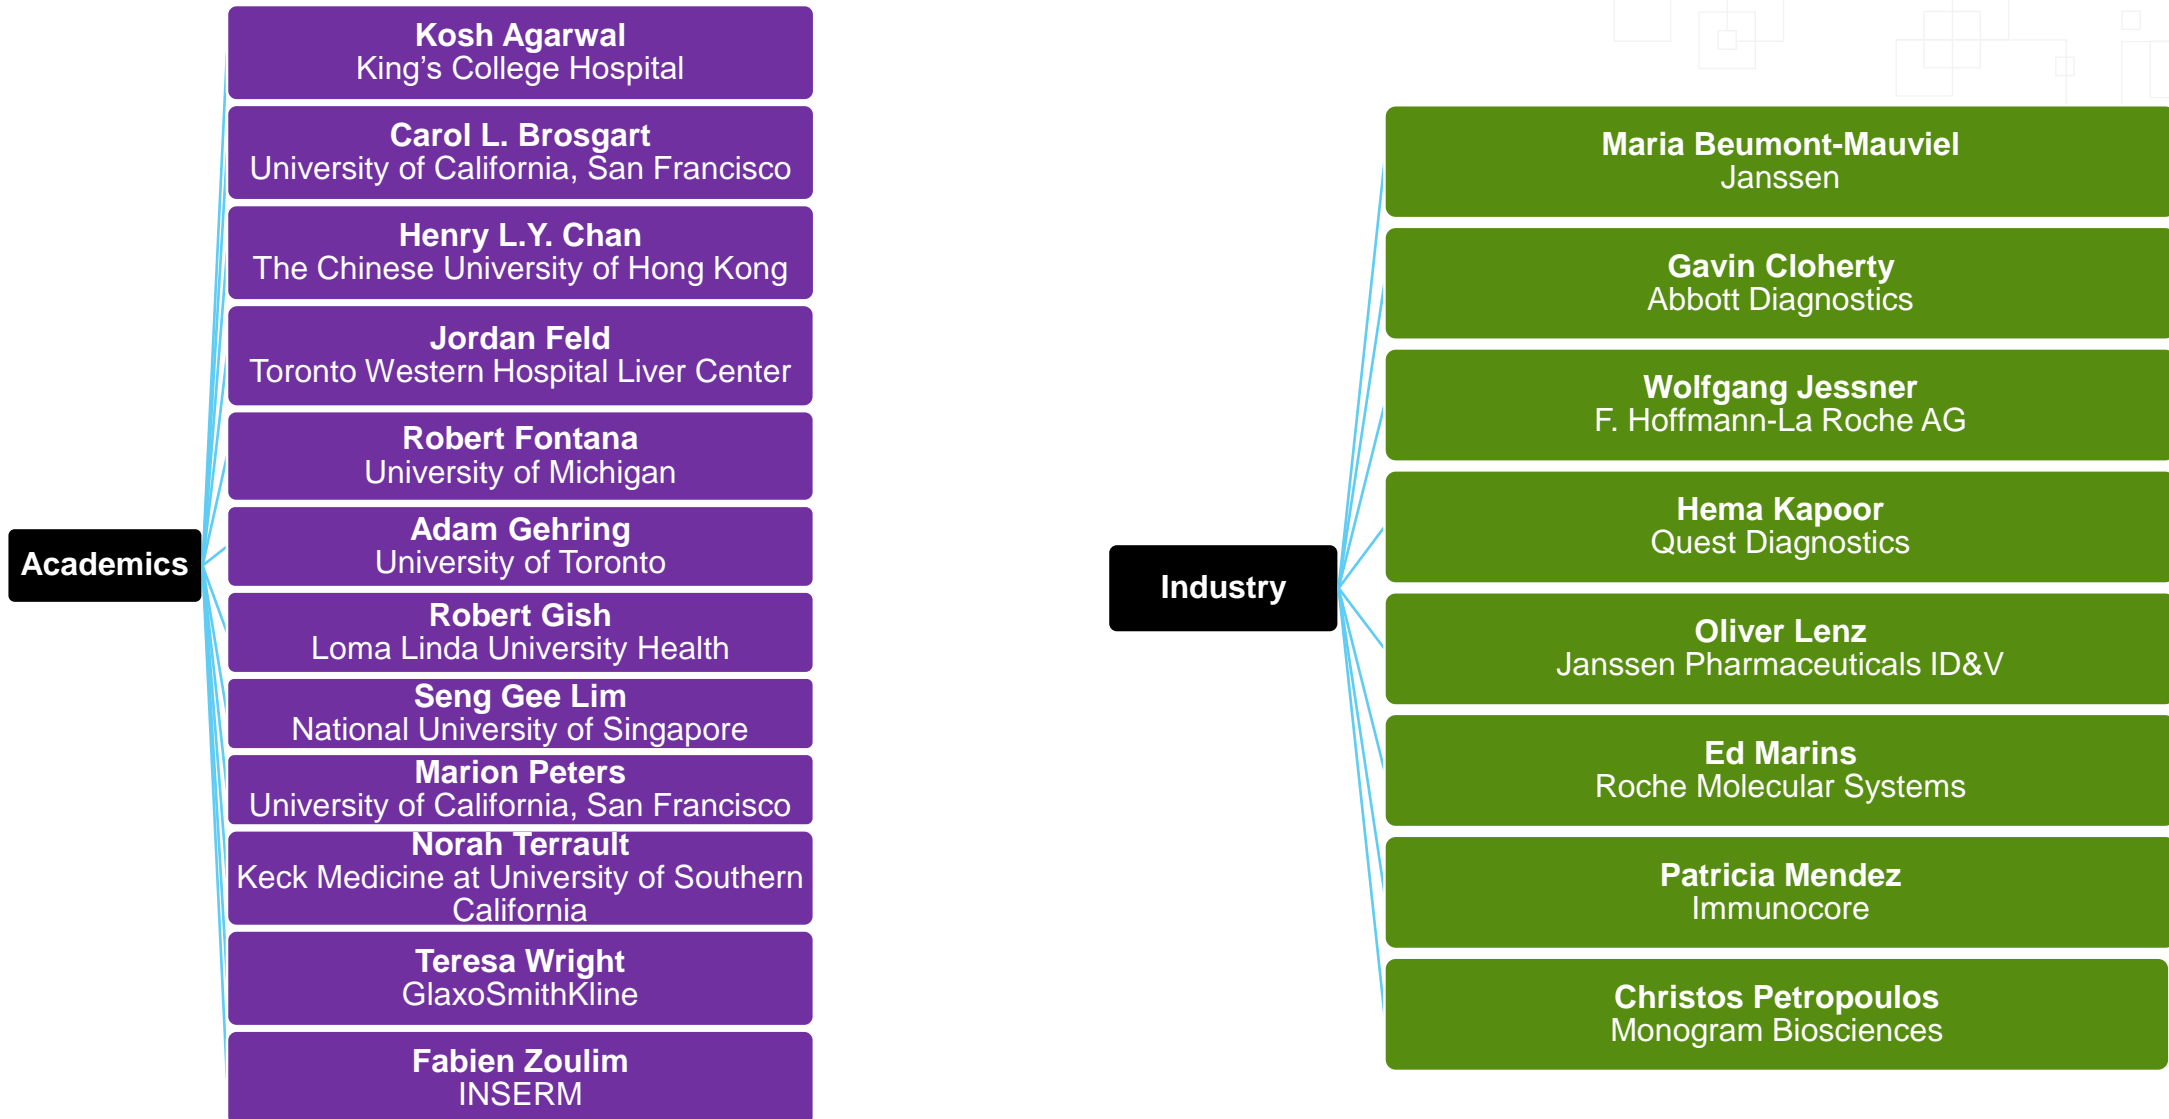 Academics
Kosh Agarwal
King’s College Hospital
Carol L. Brosgart
University of California, San Francisco
Henry L.Y. Chan
The Chinese University of Hong Kong
Jordan Feld
Toronto Western Hospital Liver Center
Robert Fontana
University of Michigan
Adam Gehring
University of Toronto
Robert Gish
Loma Linda University Health
Seng Gee Lim
National University of Singapore
Marion Peters
University of California, San Francisco
Norah Terrault
Keck Medicine at University of Southern
California
Teresa Wright
GlaxoSmithKline
Fabien Zoulim
INSERM
Industry
Maria Beumont-Mauviel
Janssen
Gavin Cloherty
Abbott Diagnostics
Wolfgang Jessner
F. Hoffmann-La Roche AG
Hema Kapoor
Quest Diagnostics
Oliver Lenz
Janssen Pharmaceuticals ID&V
Ed Marins
Roche Molecular Systems
Patricia Mendez
Immunocore
Christos Petropoulos
Monogram Biosciences